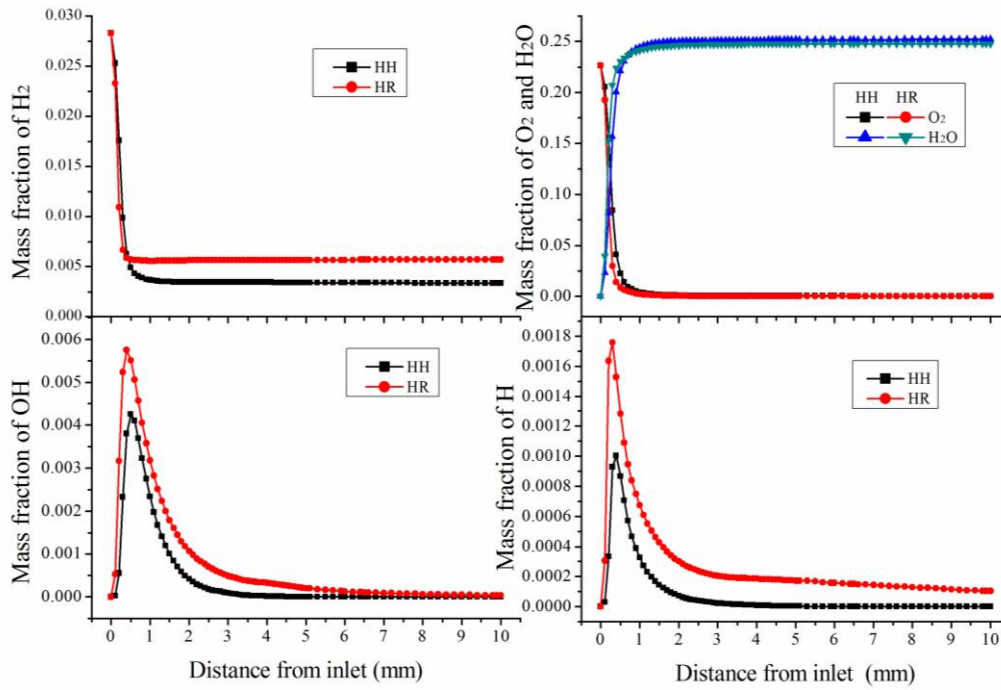 Mass fraction of H2
0.030
0.025
0.020
0.015
0.010
0.005
0.000
HH
HR
Mass fraction of O2 and H2O
0.25
0.20
0.15
0.10
0.05
0.00
HH HR
O2
H2O
Mass fraction of OH
0.006
0.005
0.004
0.003
0.002
0.001
0.000
HH
HR
0 1 2 3 4 5 6 7 8 9 10
Distance from inlet (mm)
Mass fraction of H
0.0018
0.0016
0.0014
0.0012
0.0010
0.0008
0.0006
0.0004
0.0002
0.0000
HH
HR
0 1 2 3 4 5 6 7 8 9 10
Distance from inlet (mm)